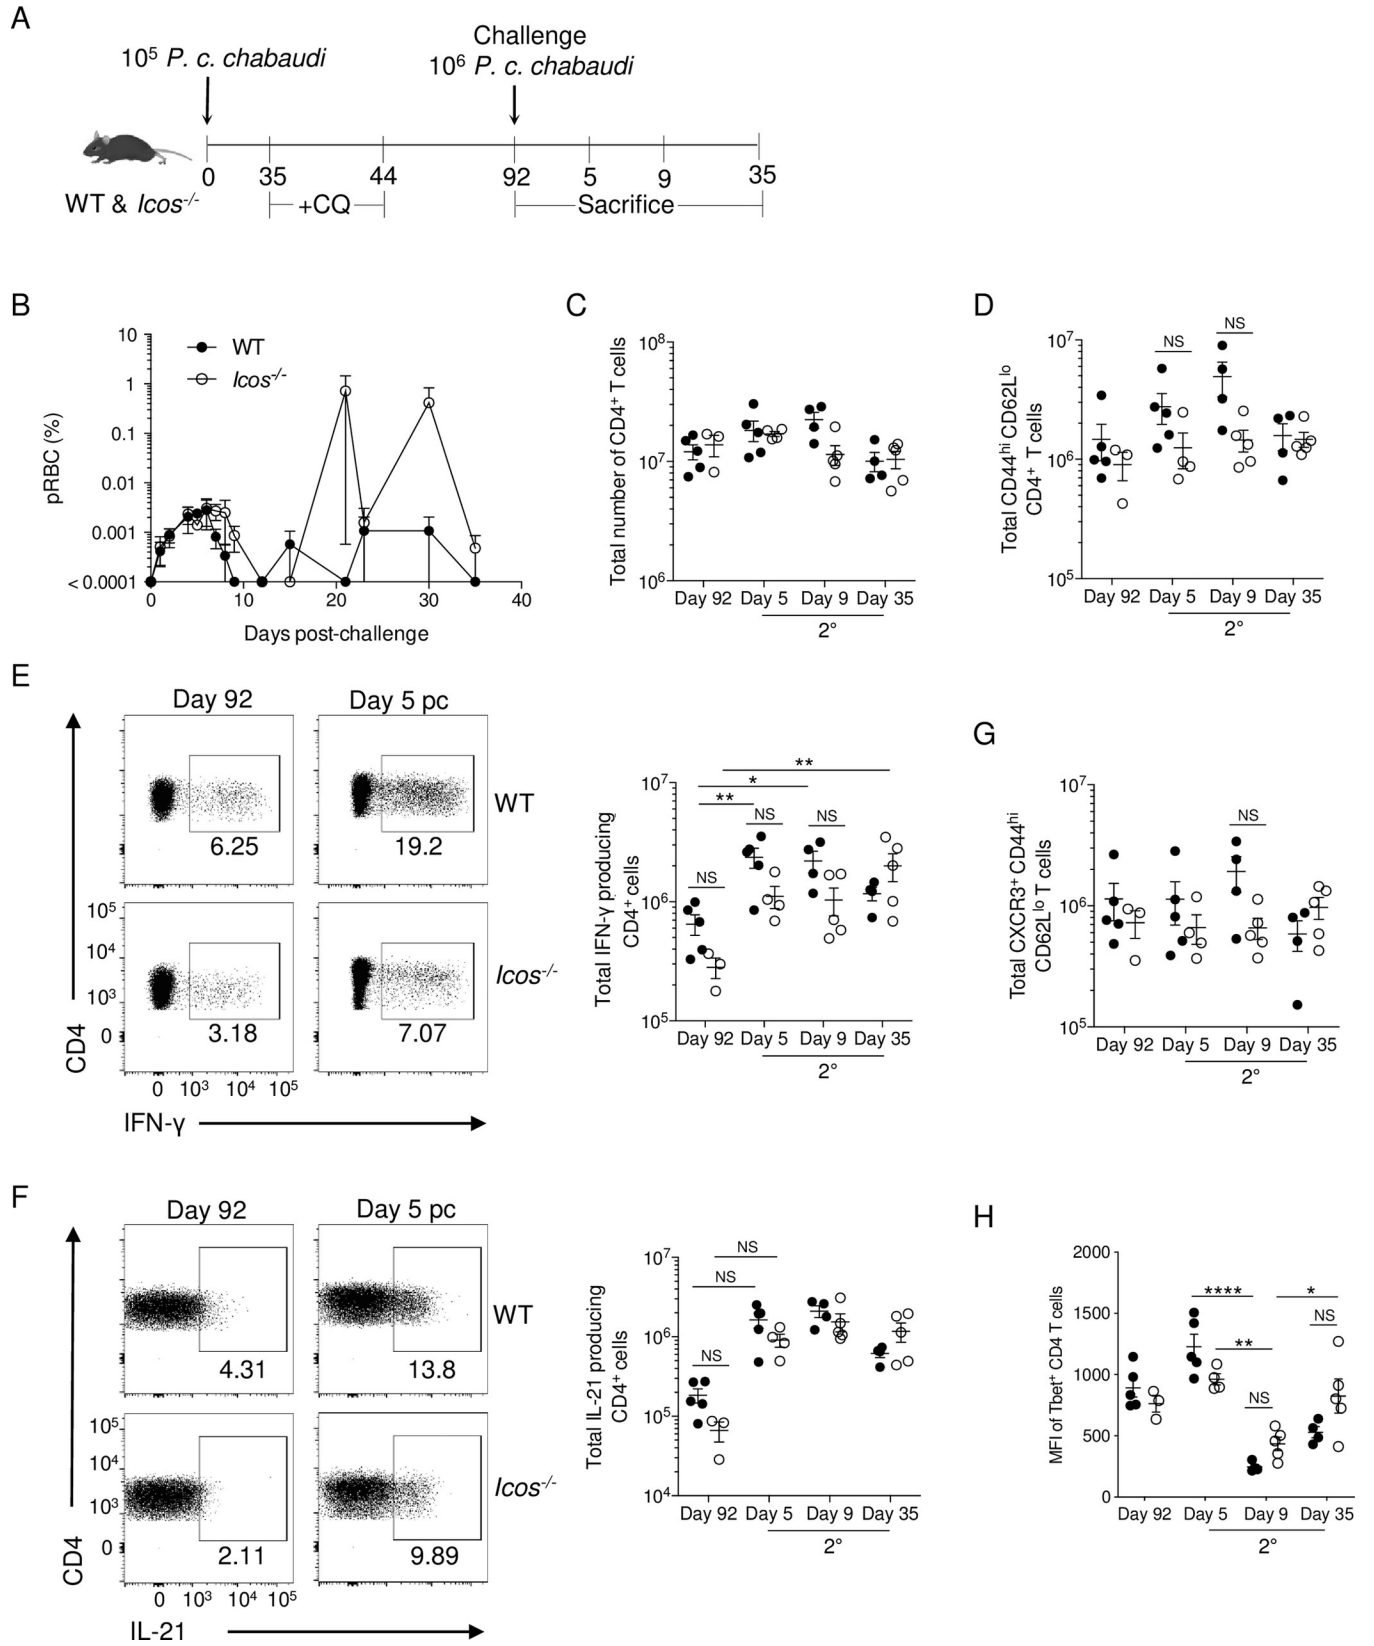 A
10⁵ P. c. chabaudi
Challenge
10⁶ P. c. chabaudi
0 35 44 92 5 9 35
WT & Icos-/-
+CQ
Sacrifice
B
WT
Icos-/-
pRBC (%)
10
1
0.1
0.01
0.001
< 0.0001
0 10 20 30 40
Days post-challenge
C
Total number of CD4⁺ T cells
10⁸
10⁷
10⁶
Day 92 Day 5 Day 9 Day 35
2°
D
Total CD44hi CD62Llo
CD4⁺ T cells
10⁷
10⁶
10⁵
NS
NS
Day 92 Day 5 Day 9 Day 35
2°
E
Day 92 Day 5 pc
WT
6.25 19.2
Icos-/-
3.18 7.07
10⁵
10⁴
10³
0
CD4
0 10³ 10⁴ 10⁵
IFN-γ
Total IFN-γ producing
CD4⁺ cells
10⁷
10⁶
10⁵
**
*
**
NS
NS
NS
Day 92 Day 5 Day 9 Day 35
2°
G
Total CXCR3⁺ CD44hi
CD62Llo T cells
10⁷
10⁶
10⁵
NS
Day 92 Day 5 Day 9 Day 35
2°
F
Day 92 Day 5 pc
WT
4.31 13.8
Icos-/-
2.11 9.89
10⁵
10⁴
10³
0
CD4
0 10³ 10⁴ 10⁵
IL-21
Total IL-21 producing
CD4⁺ cells
10⁷
10⁶
10⁵
10⁴
NS
NS
NS
Day 92 Day 5 Day 9 Day 35
2°
H
MFI of Tbet⁺ CD4 T cells
2000
1500
1000
500
0
****
*
NS
**
NS
Day 92 Day 5 Day 9 Day 35
2°